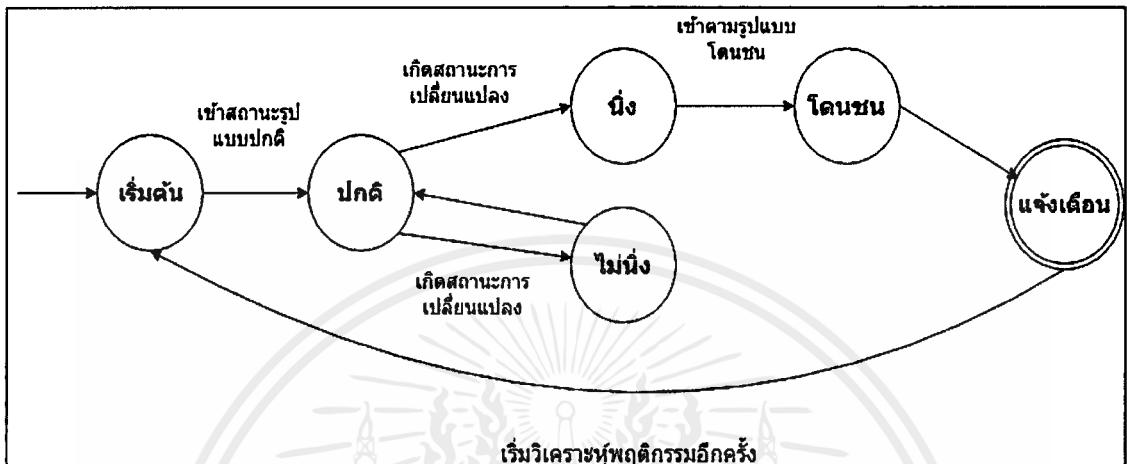 เข้าตามรูปแบบ
โดนชน
เกิดสถานะการ
เปลี่ยนแปลง
นิ่ง
โดนชน
เข้าสถานะรูป
แบบปกติ
เริ่มต้น
ปกติ
แจ้งเตือน
ไม่นิ่ง
เกิดสถานะการ
เปลี่ยนแปลง
เริ่มวิเคราะห์พฤติกรรมอีกครั้ง